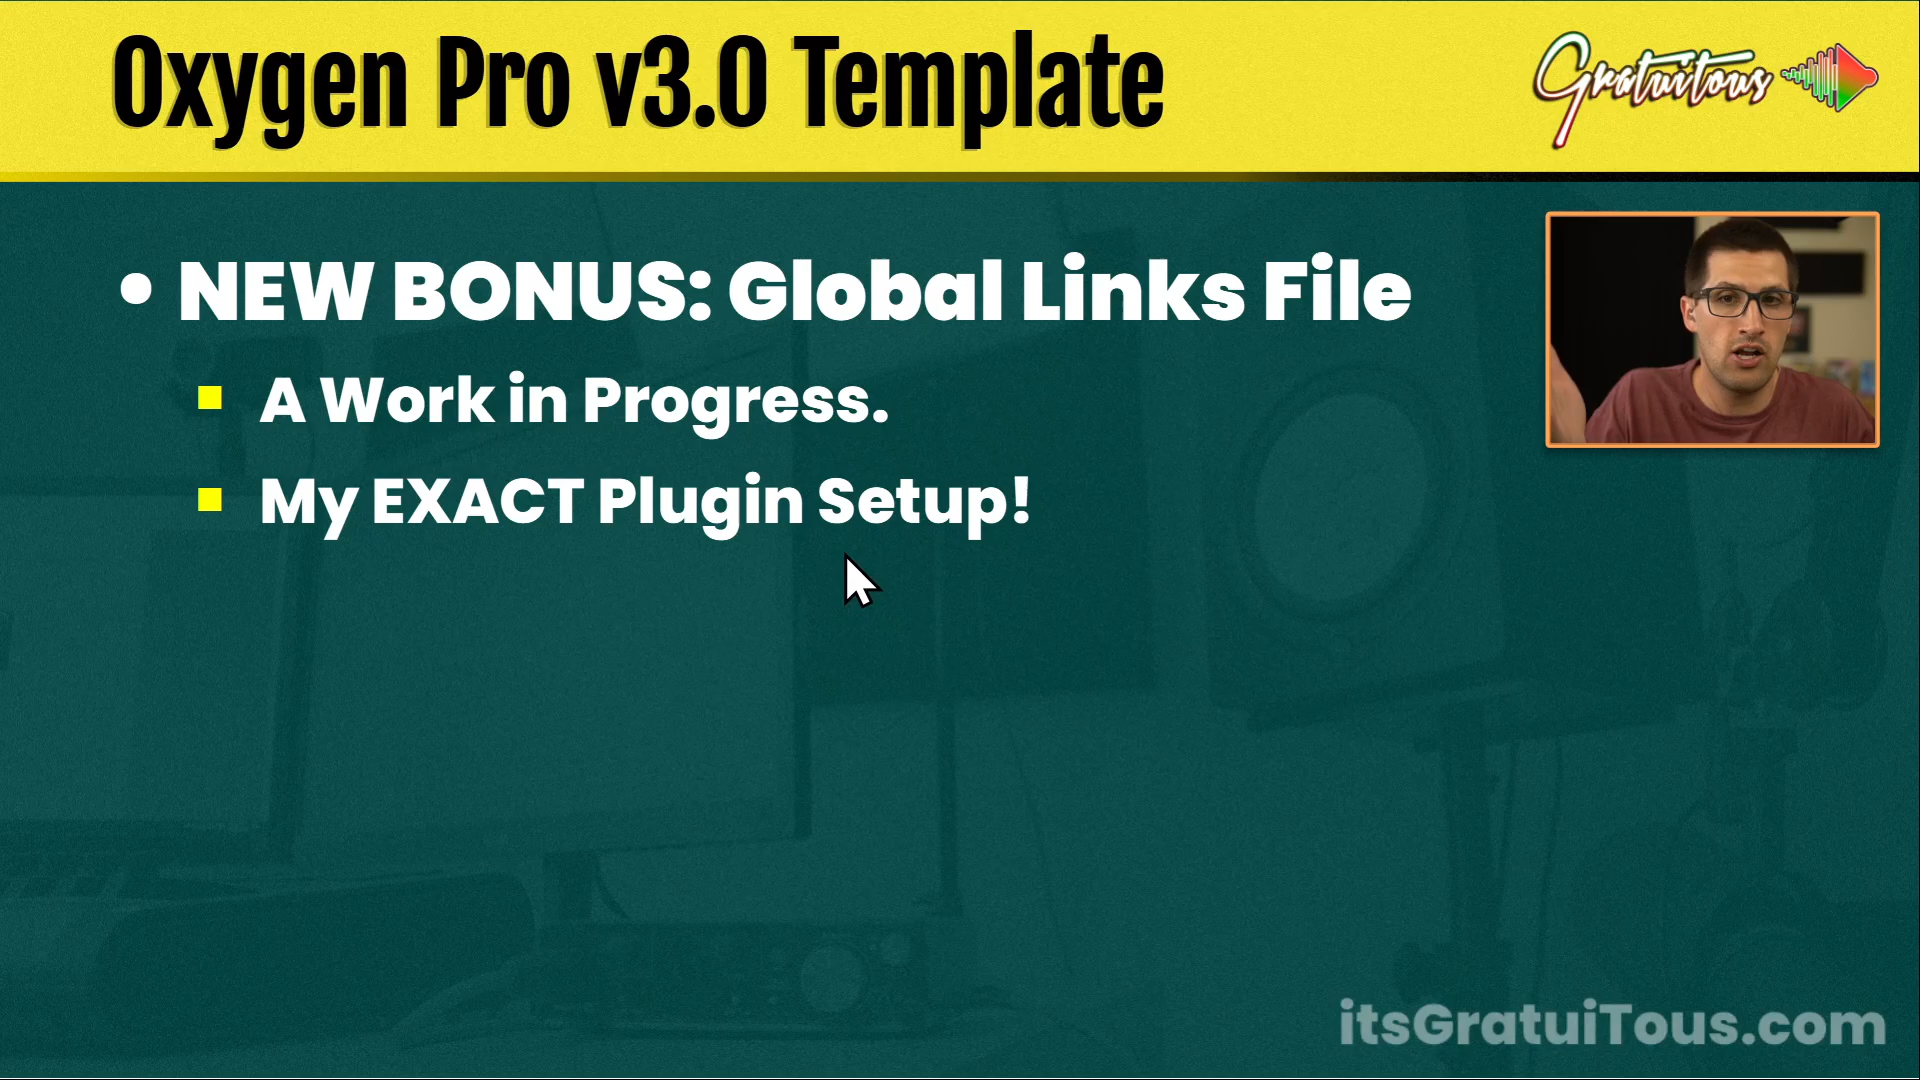 Oxygen Pro v3.0 Template
Gratuitous
• NEW BONUS: Global Links File
A Work in Progress.
My EXACT Plugin Setup!
itsGratuiTous.com